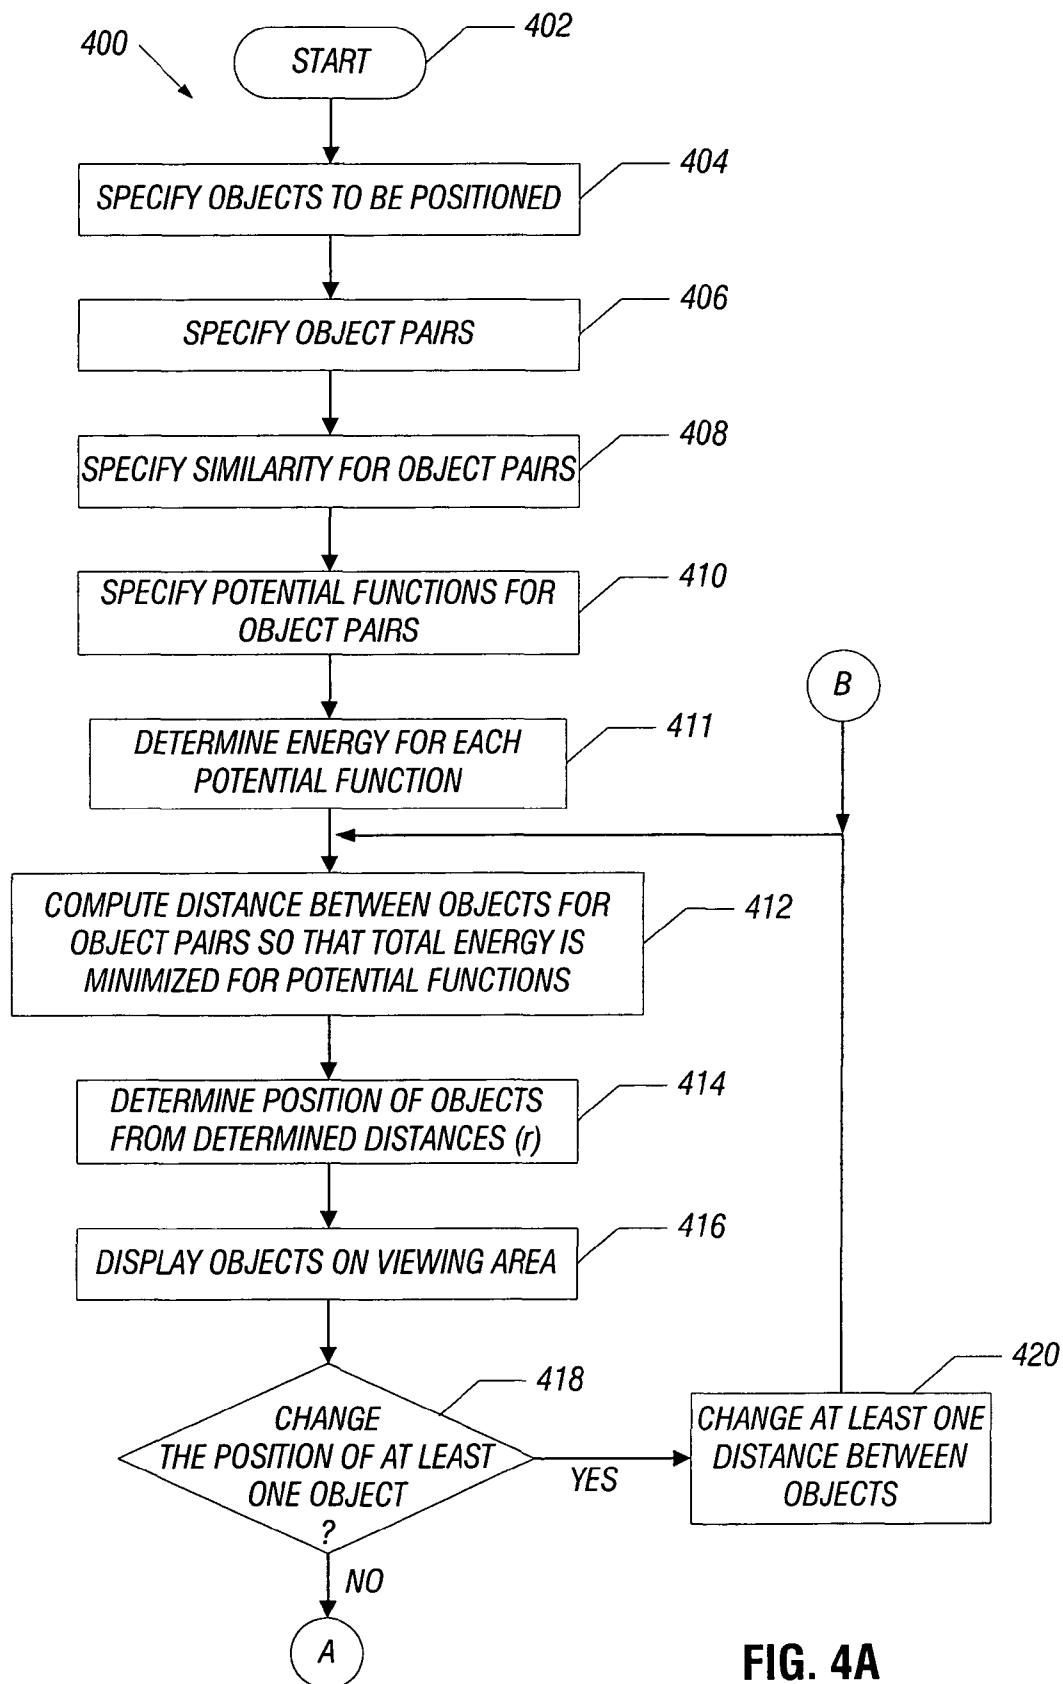 400
402
START
404
SPECIFY OBJECTS TO BE POSITIONED
406
SPECIFY OBJECT PAIRS
408
SPECIFY SIMILARITY FOR OBJECT PAIRS
410
SPECIFY POTENTIAL FUNCTIONS FOR
OBJECT PAIRS
B
411
DETERMINE ENERGY FOR EACH
POTENTIAL FUNCTION
412
COMPUTE DISTANCE BETWEEN OBJECTS FOR
OBJECT PAIRS SO THAT TOTAL ENERGY IS
MINIMIZED FOR POTENTIAL FUNCTIONS
414
DETERMINE POSITION OF OBJECTS
FROM DETERMINED DISTANCES (r)
416
DISPLAY OBJECTS ON VIEWING AREA
418
CHANGE
THE POSITION OF AT LEAST
ONE OBJECT
?
YES
420
CHANGE AT LEAST ONE
DISTANCE BETWEEN
OBJECTS
NO
A
FIG. 4A